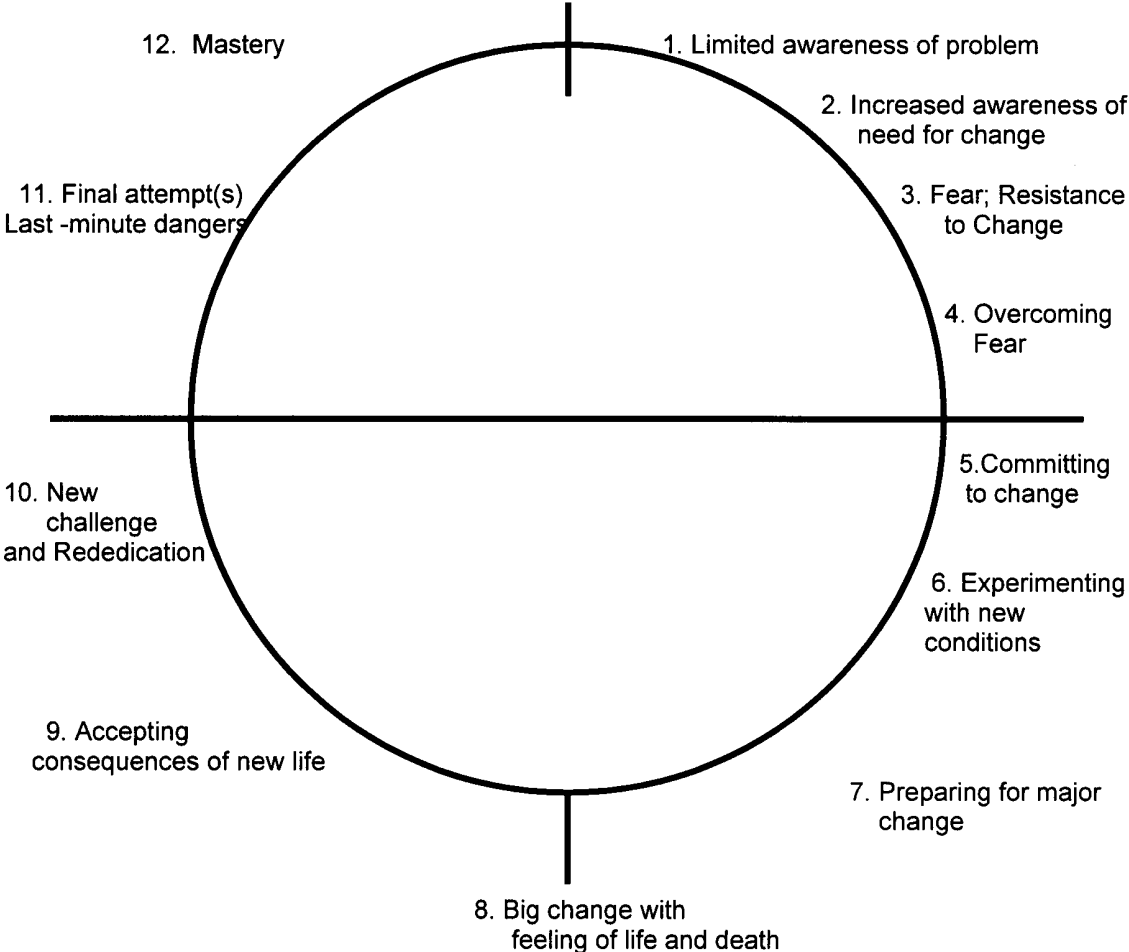 1. Limited awareness of problem
2. Increased awareness of
need for change
3. Fear; Resistance
to Change
4. Overcoming
Fear
5.Committing
to change
6. Experimenting
with new
conditions
7. Preparing for major
change
8. Big change with
feeling of life and death
9. Accepting
consequences of new life
10. New
challenge
and Rededication
11. Final attempt(s)
Last -minute dangers
12. Mastery